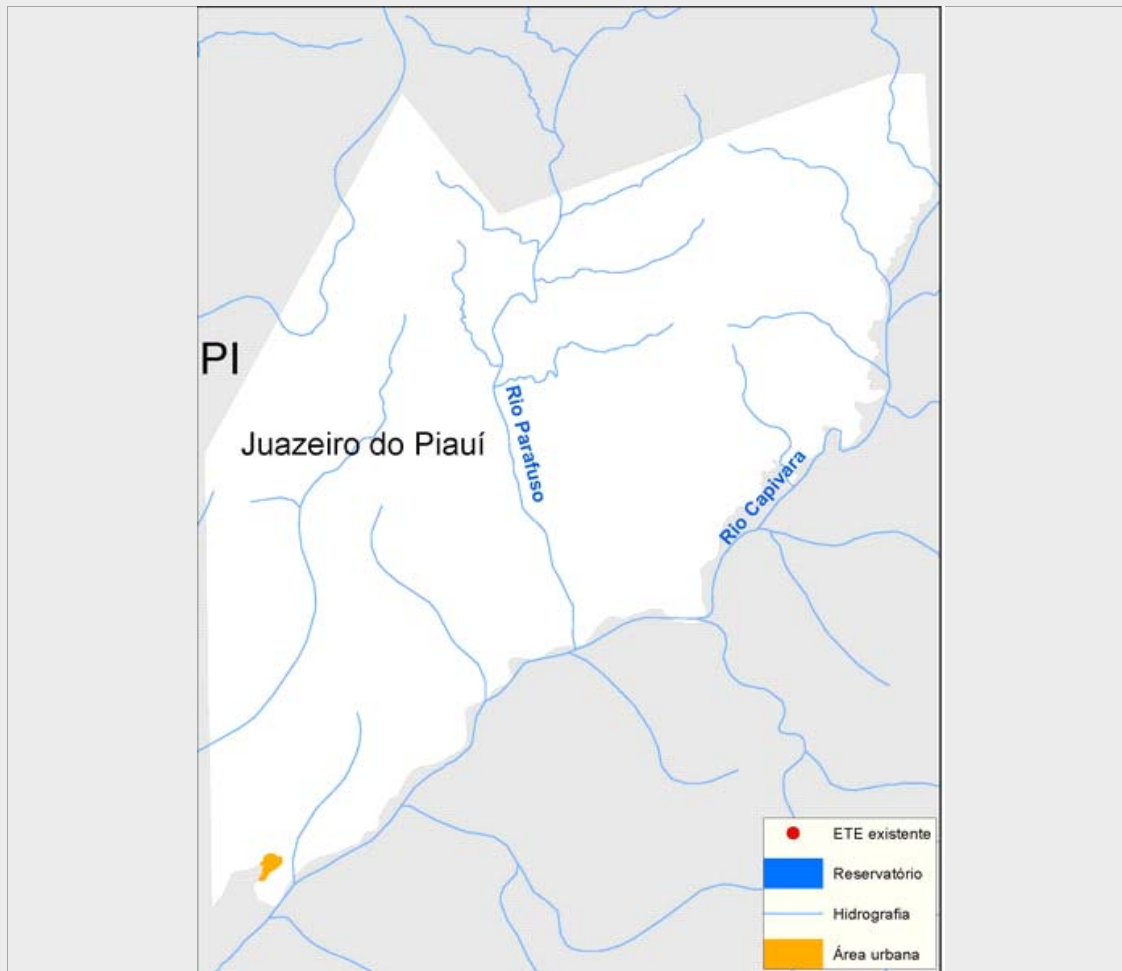 PI
Juazeiro do Piauí
Rio Parafuso
Rio Capivara
ETE existente
Reservatório
Hidrografia
Área urbana